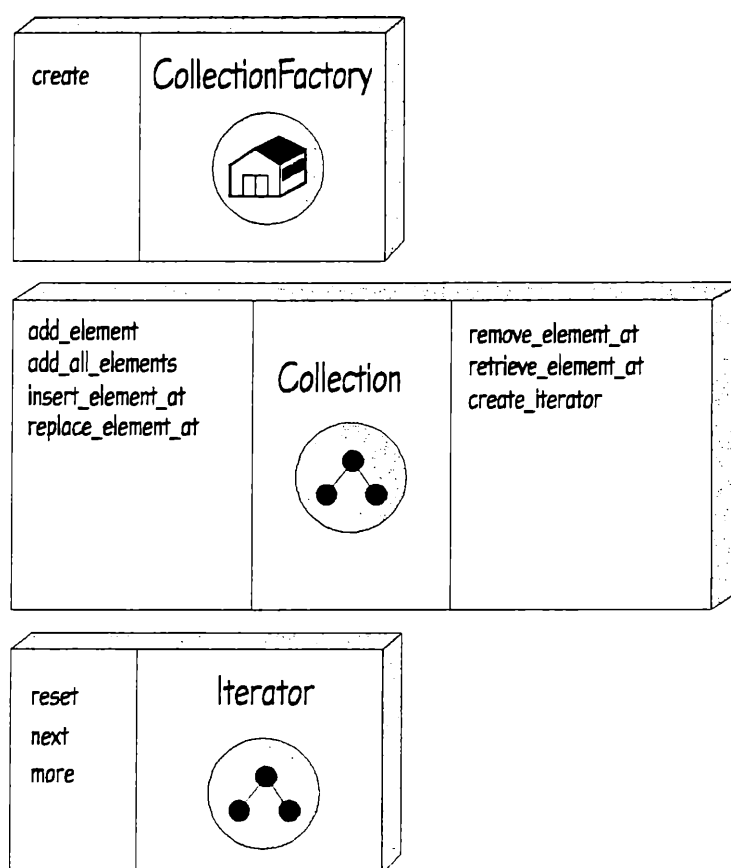 create
CollectionFactory
add_element
add_all_elements
insert_element_at
replace_element_at
Collection
remove_element_at
retrieve_element_at
create_iterator
reset
next
more
Iterator